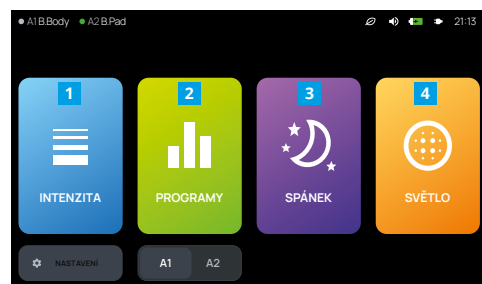 A1 B.Body A2 B.Pad 21:13
1 2 3 4
INTENZITA PROGRAMY SPÁNEK SVĚTLO
NASTAVENÍ A1 A2